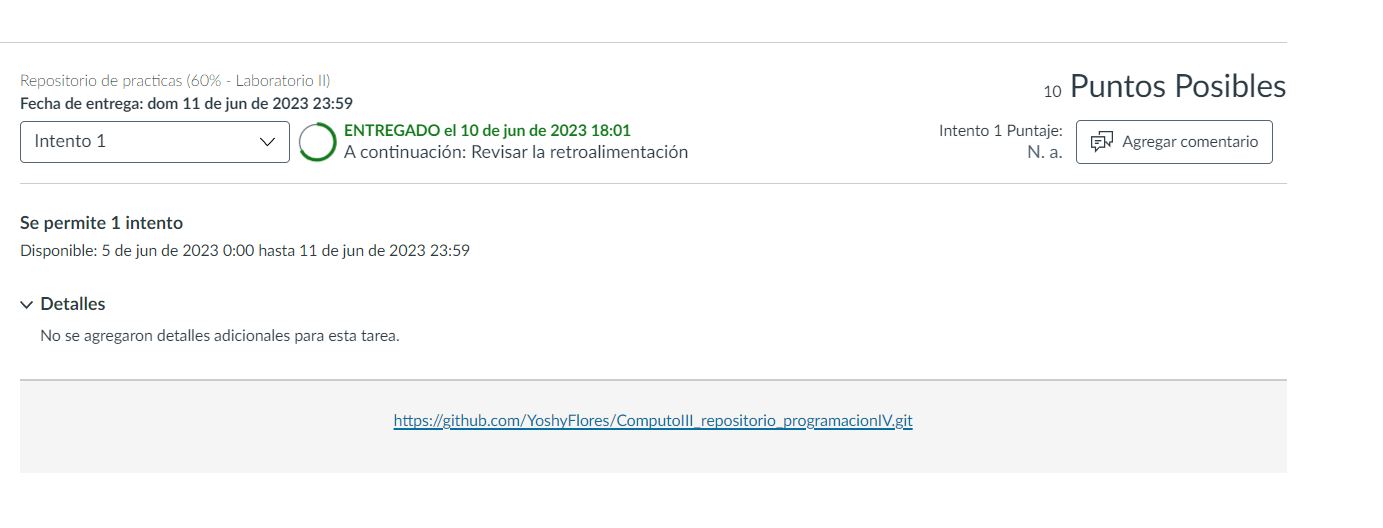 Repositorio de practicas (60% - Laboratorio II)
10 Puntos Posibles
Fecha de entrega: dom 11 de jun de 2023 23:59
Intento 1
ENTREGADO el 10 de jun de 2023 18:01
A continuación: Revisar la retroalimentación
Intento 1 Puntaje:
N. a.
Agregar comentario
Se permite 1 intento
Disponible: 5 de jun de 2023 0:00 hasta 11 de jun de 2023 23:59
Detalles
No se agregaron detalles adicionales para esta tarea.
https://github.com/YoshyFlores/ComputoIII_repositorio_programacionIV.git